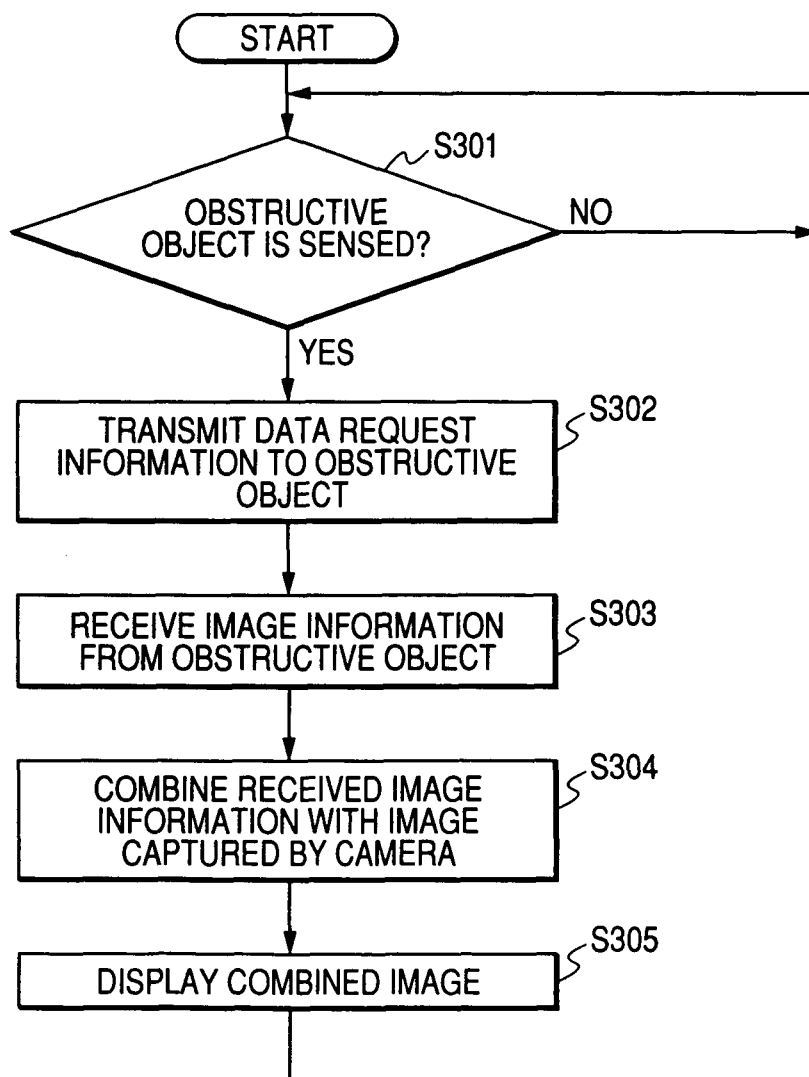 START
S301
OBSTRUCTIVE
OBJECT IS SENSED?
NO
YES
S302
TRANSMIT DATA REQUEST
INFORMATION TO OBSTRUCTIVE
OBJECT
S303
RECEIVE IMAGE INFORMATION
FROM OBSTRUCTIVE OBJECT
S304
COMBINE RECEIVED IMAGE
INFORMATION WITH IMAGE
CAPTURED BY CAMERA
S305
DISPLAY COMBINED IMAGE